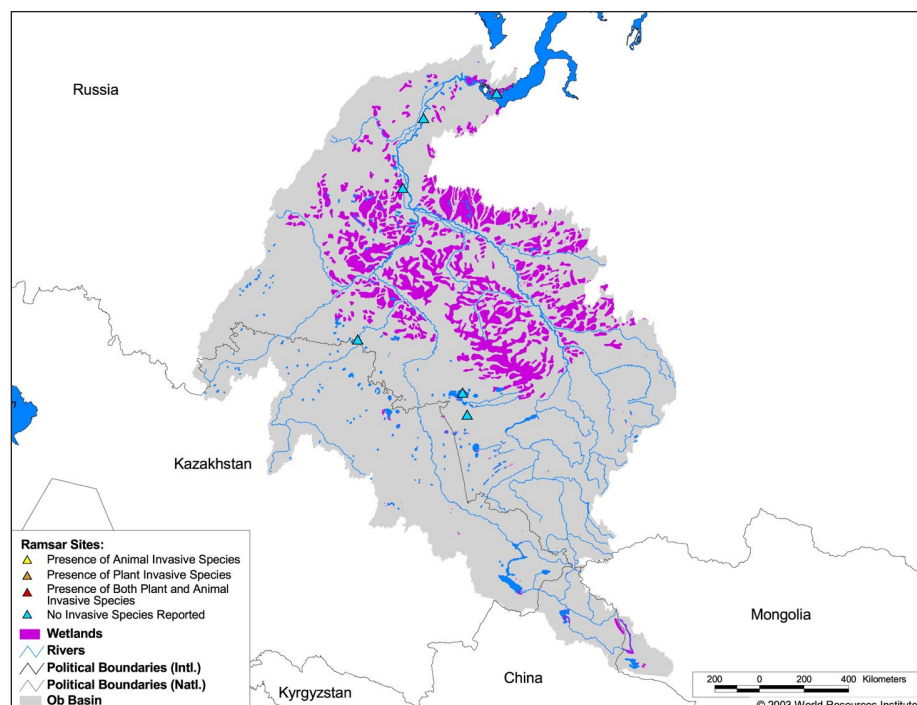 Russia
Kazakhstan
Mongolia
China
Kyrgyzstan
Ramsar Sites:
Presence of Animal Invasive Species
Presence of Plant Invasive Species
Presence of Both Plant and Animal
Invasive Species
No Invasive Species Reported
Wetlands
Rivers
Political Boundaries (Intl.)
Political Boundaries (Natl.)
Ob Basin
200 0 200 400 Kilometers
© 2003 World Resources Institute